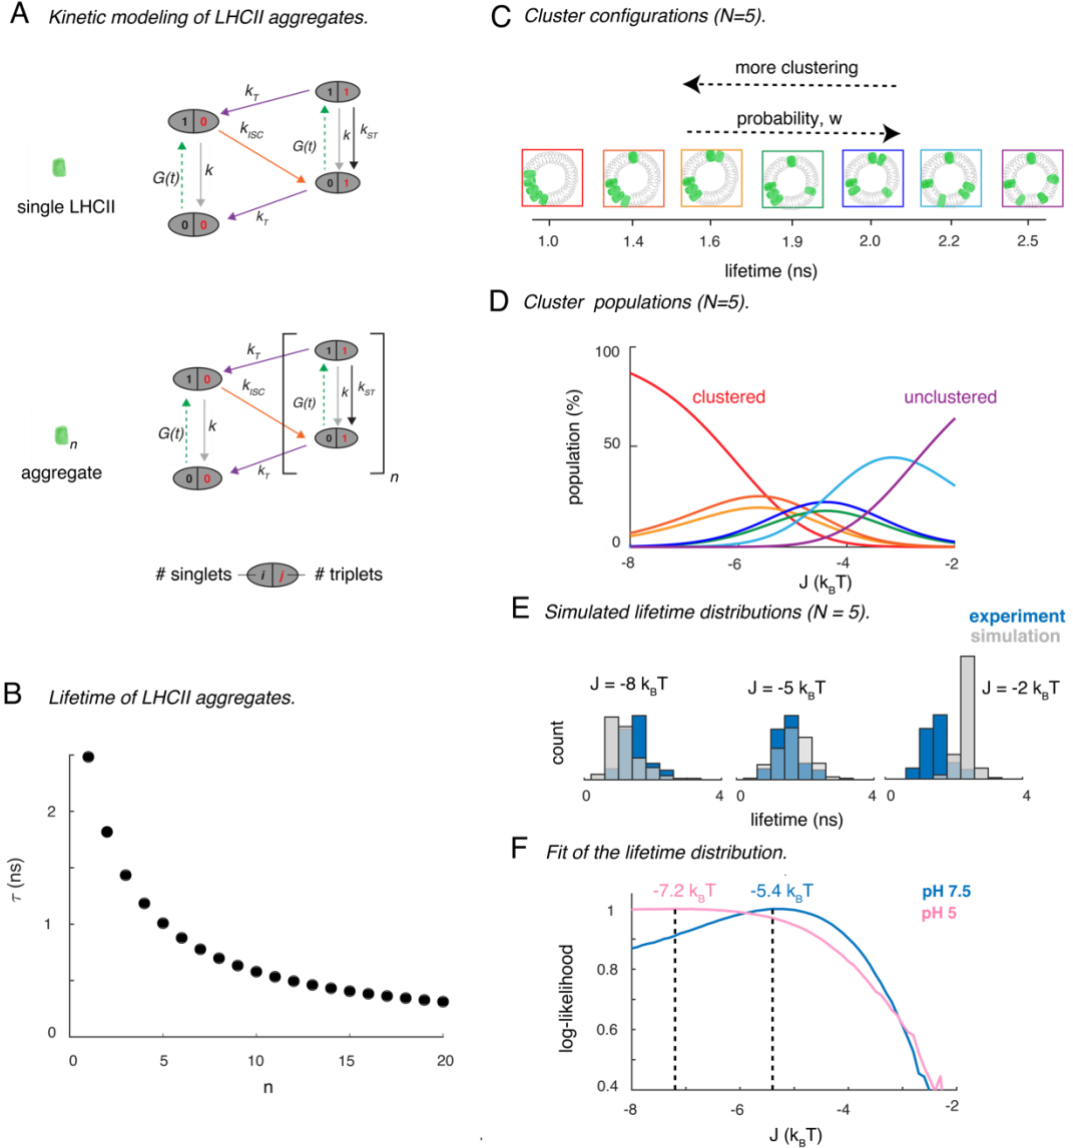 A Kinetic modeling of LHCII aggregates.
single LHCII
1 0
1 1
0 0
0 1
k_T
k_ISC
G(t)
k
G(t)
k
k_ST
k_T
aggregate
n
1 0
1 1
0 0
0 1
k_T
k_ISC
G(t)
k
G(t)
k
k_ST
k_T
n
# singlets i j # triplets
B Lifetime of LHCII aggregates.
τ (ns)
2
1
0
0 5 10 15 20
n
C Cluster configurations (N=5).
more clustering
probability, w
1.0 1.4 1.6 1.9 2.0 2.2 2.5
lifetime (ns)
D Cluster populations (N=5).
population (%)
100
50
0
clustered
unclustered
-8 -6 -4 -2
J (k_BT)
E Simulated lifetime distributions (N = 5).
experiment
simulation
J = -8 k_BT
J = -5 k_BT
J = -2 k_BT
count
0 4 0 4 0 4
lifetime (ns)
F Fit of the lifetime distribution.
-7.2 k_BT
-5.4 k_BT
pH 7.5
pH 5
log-likelihood
1
0.8
0.6
0.4
-8 -6 -4 -2
J (k_BT)